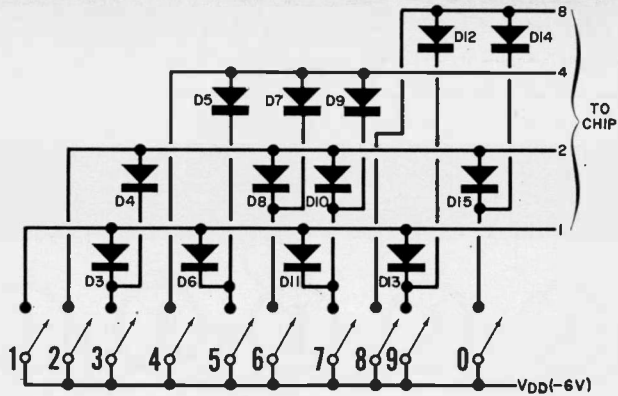 8
D12 D14
4
D5 D7 D9
TO
CHIP
2
D4 D8 D10 D15
1
D3 D6 D11 D13
1 2 3 4 5 6 7 8 9 0
VDD(-6V)